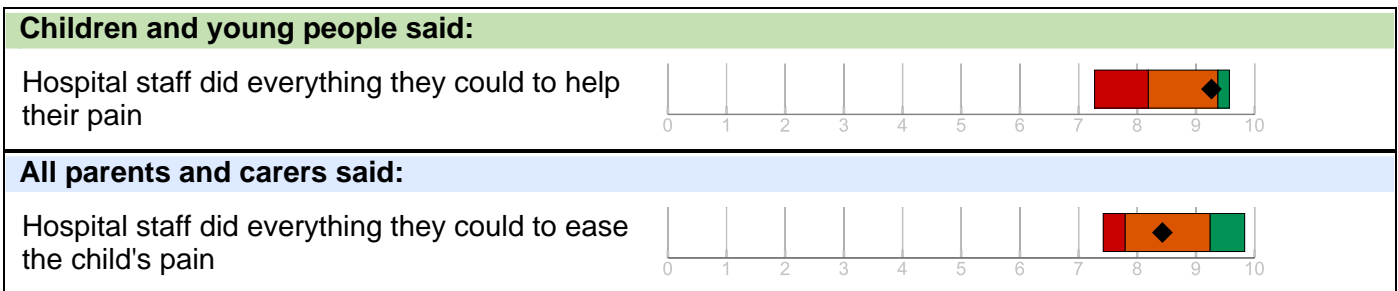 Children and young people said:
Hospital staff did everything they could to help
their pain
0 1 2 3 4 5 6 7 8 9 10
All parents and carers said:
Hospital staff did everything they could to ease
the child's pain
0 1 2 3 4 5 6 7 8 9 10